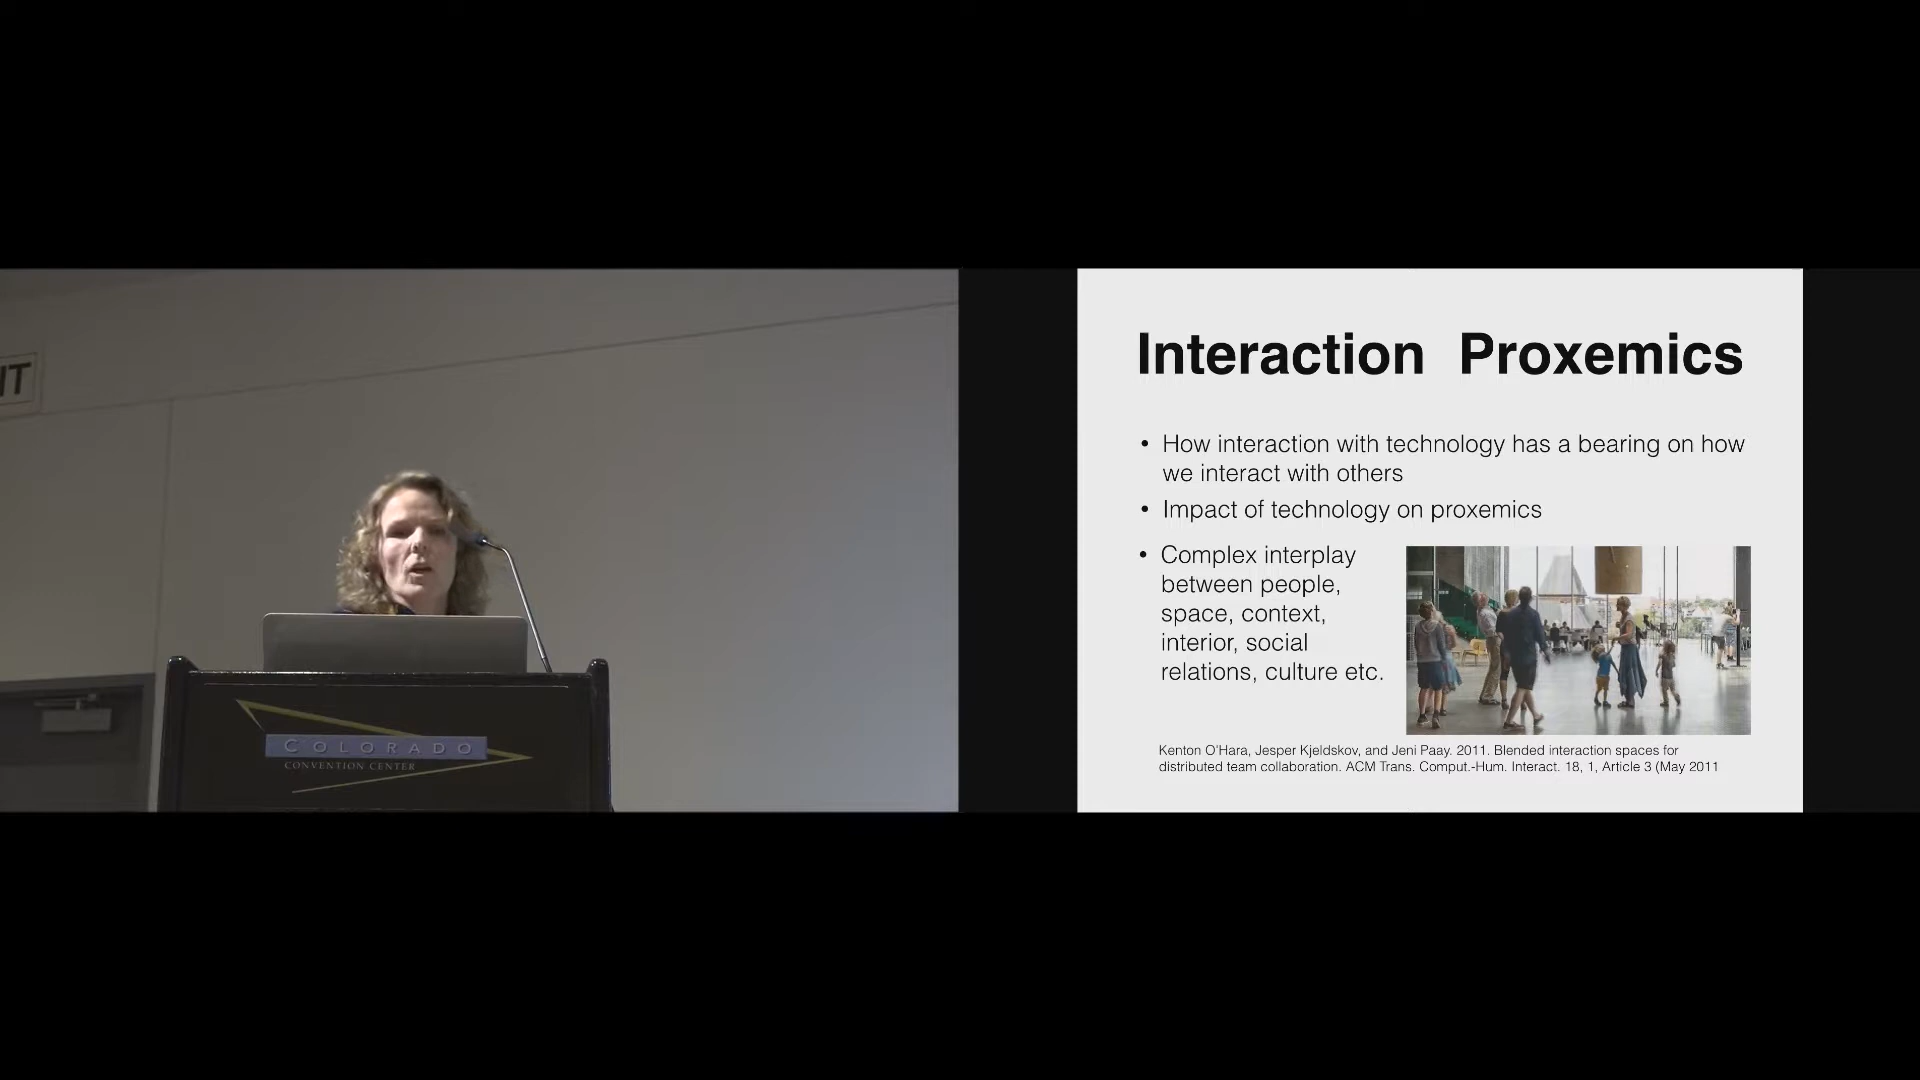 IT
COLORADO
CONVENTION CENTER
Interaction Proxemics
• How interaction with technology has a bearing on how
we interact with others
• Impact of technology on proxemics
• Complex interplay
between people,
space, context,
interior, social
relations, culture etc.
Kenton O'Hara, Jesper Kjeldskov, and Jeni Paay. 2011. Blended interaction spaces for
distributed team collaboration. ACM Trans. Comput.-Hum. Interact. 18, 1, Article 3 (May 2011